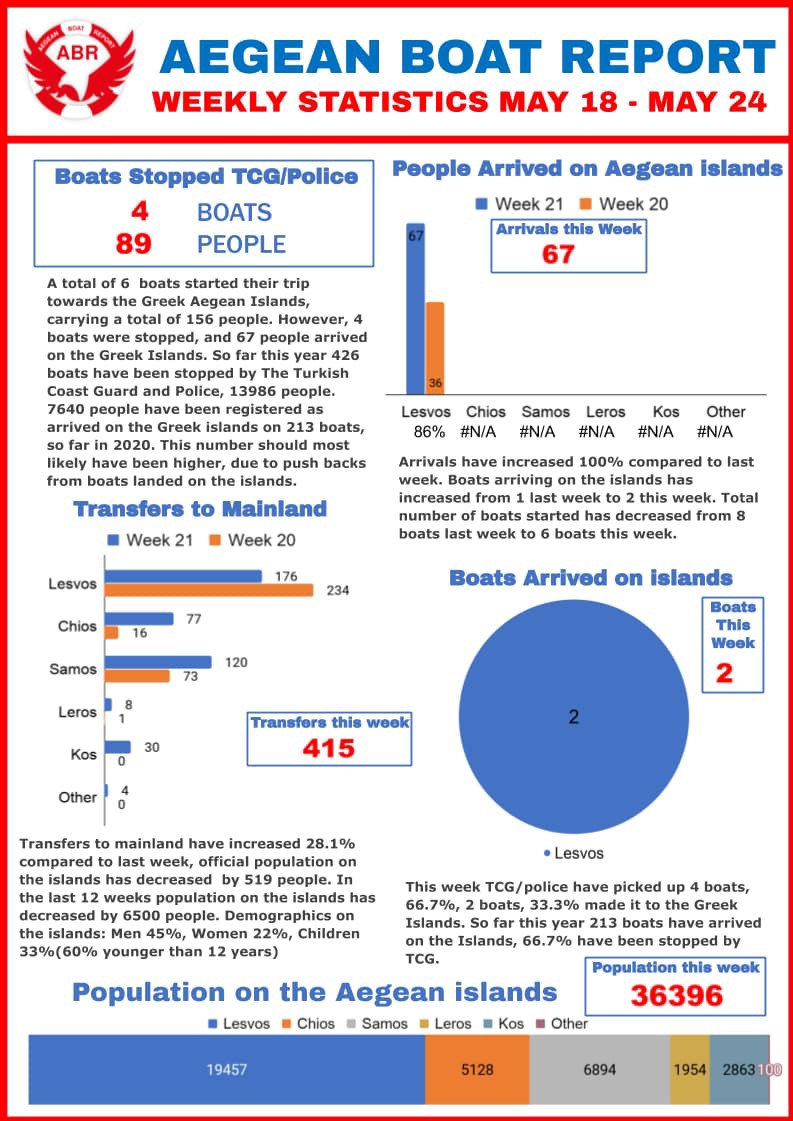 AEGEAN BOAT REPORT
ABR
AEGEAN BOAT REPORT
WEEKLY STATISTICS MAY 18 - MAY 24
Boats Stopped TCG/Police
4 BOATS
89 PEOPLE
A total of 6 boats started their trip
towards the Greek Aegean Islands,
carrying a total of 156 people. However, 4
boats were stopped, and 67 people arrived
on the Greek Islands. So far this year 426
boats have been stopped by The Turkish
Coast Guard and Police, 13986 people.
7640 people have been registered as
arrived on the Greek islands on 213 boats,
so far in 2020. This number should most
likely have been higher, due to push backs
from boats landed on the islands.
People Arrived on Aegean islands
Week 21 Week 20
Arrivals this Week
67
67
36
Lesvos Chios Samos Leros Kos Other
86% #N/A #N/A #N/A #N/A #N/A
Arrivals have increased 100% compared to last
week. Boats arriving on the islands has
increased from 1 last week to 2 this week. Total
number of boats started has decreased from 8
boats last week to 6 boats this week.
Transfers to Mainland
Week 21 Week 20
Lesvos 176
234
Chios 77
16
Samos 120
73
Leros 8
1
Kos 30
0
Other 4
0
Transfers this week
415
Transfers to mainland have increased 28.1%
compared to last week, official population on
the islands has decreased by 519 people. In
the last 12 weeks population on the islands has
decreased by 6500 people. Demographics on
the islands: Men 45%, Women 22%, Children
33%(60% younger than 12 years)
Boats Arrived on islands
Boats
This
Week
2
2
Lesvos
This week TCG/police have picked up 4 boats,
66.7%, 2 boats, 33.3% made it to the Greek
Islands. So far this year 213 boats have arrived
on the Islands, 66.7% have been stopped by
TCG.
Population this week
36396
Population on the Aegean islands
Lesvos Chios Samos Leros Kos Other
19457 5128 6894 1954 2863 100